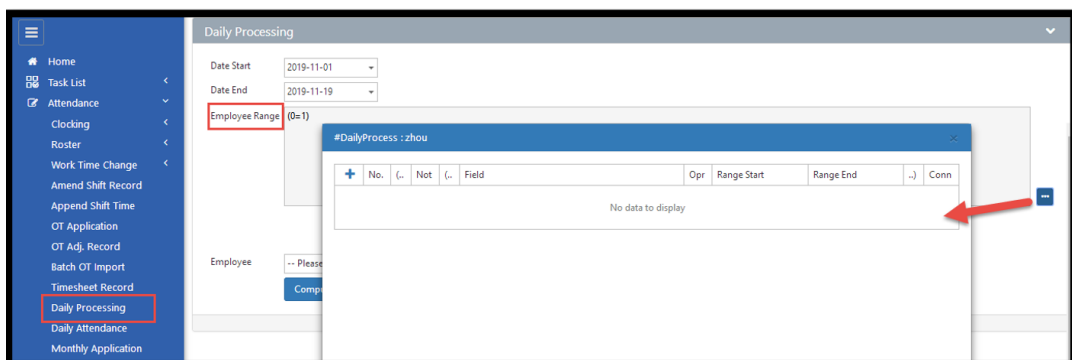 Daily Processing
Home
Task List
Attendance
Clocking
Roster
Work Time Change
Amend Shift Record
Append Shift Time
OT Application
OT Adj. Record
Batch OT Import
Timesheet Record
Daily Processing
Daily Attendance
Monthly Application
Date Start 2019-11-01
Date End 2019-11-19
Employee Range (0=1)
#DailyProcess : zhou
No. (.. Not (.. Field Opr Range Start Range End ..) Conn
No data to display
Employee -- Please